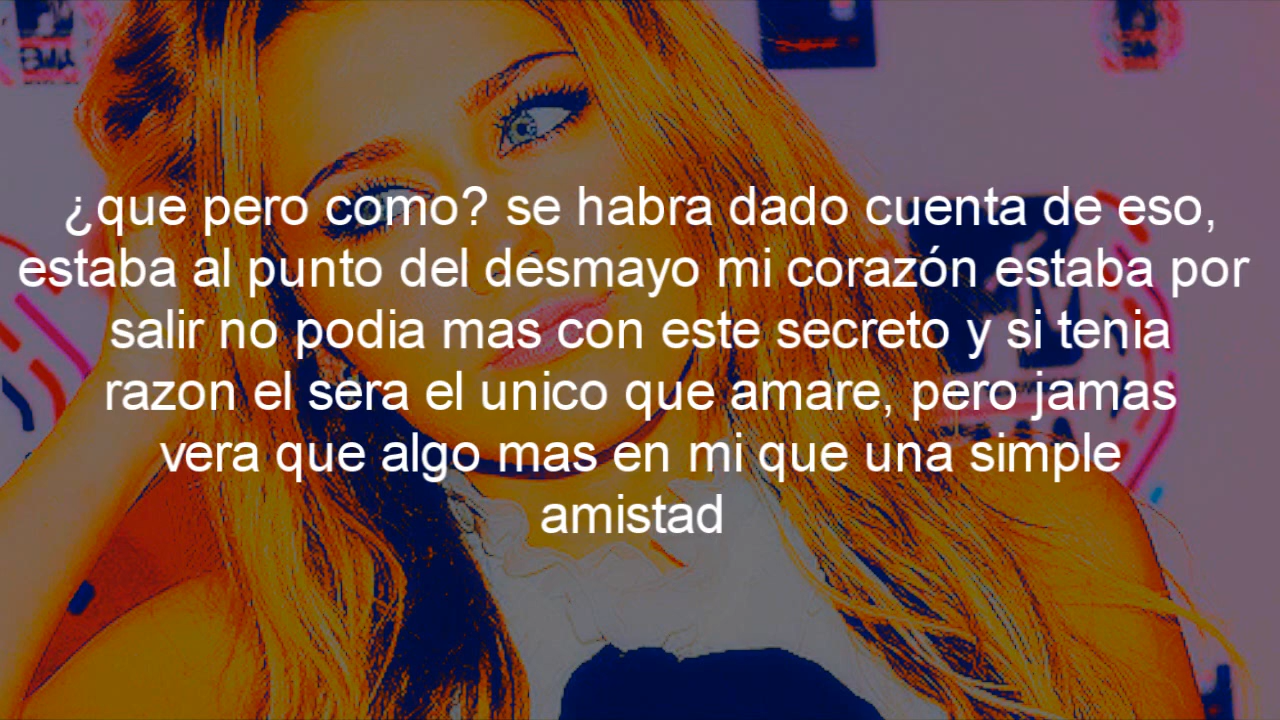 ¿que pero como? se habra dado cuenta de eso,
estaba al punto del desmayo mi corazón estaba por
salir no podia mas con este secreto y si tenia
razon el sera el unico que amare, pero jamas
vera que algo mas en mi que una simple
amistad